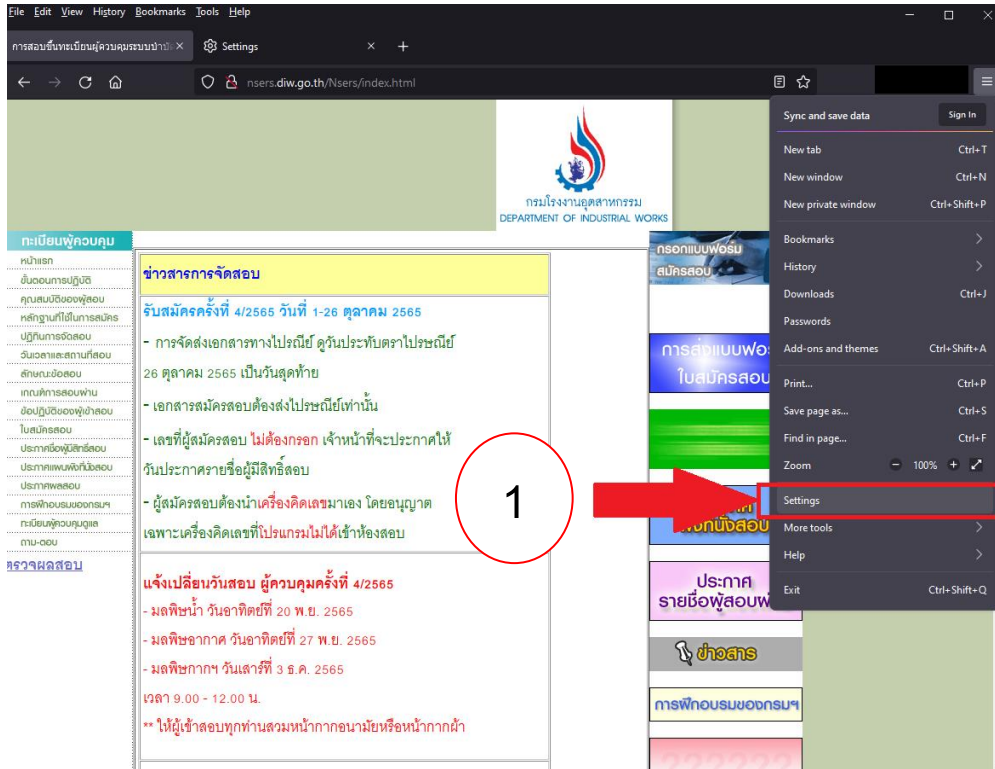 File Edit View History Bookmarks Tools Help
การสอบขึ้นทะเบียนผู้ควบคุมระบบบำบัด
Settings
nsers.diw.go.th/Nsers/index.html
กรมโรงงานอุตสาหกรรม
DEPARTMENT OF INDUSTRIAL WORKS
ทะเบียนผู้ควบคุม
หน้าแรก
ขั้นตอนการปฏิบัติ
คุณสมบัติของผู้สอบ
หลักฐานที่ใช้ในการสมัคร
ปฏิทินการจัดสอบ
วันเวลาและสถานที่สอบ
ลักษณะข้อสอบ
เกณฑ์การสอบผ่าน
ข้อปฏิบัติของผู้เข้าสอบ
ใบสมัครสอบ
ประกาศชื่อผู้มีสิทธิ์สอบ
ประกาศแผนผังที่นั่งสอบ
ประกาศผลสอบ
การฝึกอบรมของกรมฯ
ทะเบียนผู้ควบคุมดูแล
ถาม-ตอบ
ตรวจผลสอบ
ข่าวสารการจัดสอบ
รับสมัครครั้งที่ 4/2565 วันที่ 1-26 ตุลาคม 2565
- การจัดส่งเอกสารทางไปรณีย์ ดูวันประทับตราไปรษณีย์
26 ตุลาคม 2565 เป็นวันสุดท้าย
- เอกสารสมัครสอบต้องส่งไปรษณีย์เท่านั้น
- เลขที่ผู้สมัครสอบ ไม่ต้องกรอก เจ้าหน้าที่จะประกาศให้
วันประกาศรายชื่อผู้มีสิทธิ์สอบ
- ผู้สมัครสอบต้องนำเครื่องคิดเลขมาเอง โดยอนุญาต
เฉพาะเครื่องคิดเลขที่โปรแกรมไม่ได้เข้าห้องสอบ
แจ้งเปลี่ยนวันสอบ ผู้ควบคุมครั้งที่ 4/2565
- มลพิษน้ำ วันอาทิตย์ที่ 20 พ.ย. 2565
- มลพิษอากาศ วันอาทิตย์ที่ 27 พ.ย. 2565
- มลพิษกากฯ วันเสาร์ที่ 3 ธ.ค. 2565
เวลา 9.00 - 12.00 น.
** ให้ผู้เข้าสอบทุกท่านสวมหน้ากากอนามัยหรือหน้ากากผ้า
1
กรอกแบบฟอร์ม
สมัครสอบ
การส่งแบบฟอ
ใบสมัครสอบ
ประกาศ
รายชื่อผู้สอบผ่
ข่าวสาร
การฝึกอบรมของกรมฯ
222222
Sync and save data Sign In
New tab Ctrl+T
New window Ctrl+N
New private window Ctrl+Shift+P
Bookmarks
History
Downloads Ctrl+J
Passwords
Add-ons and themes Ctrl+Shift+A
Print... Ctrl+P
Save page as... Ctrl+S
Find in page... Ctrl+F
Zoom 100%
Settings
More tools
Help
Exit Ctrl+Shift+Q